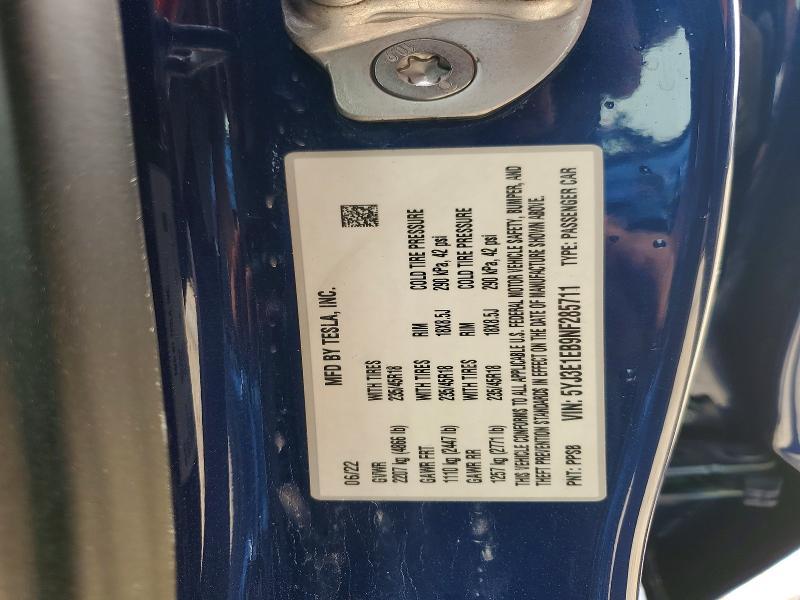 MFD BY TESLA, INC.
06/22
GVWR WITH TIRES
2207 kg (4866 lb) 235/45R18
GAWR FRT WITH TIRES RIM COLD TIRE PRESSURE
1110 kg (2447 lb) 235/45R18 18X8.5J 290 kPa, 42 psi
GAWR RR WITH TIRES RIM COLD TIRE PRESSURE
1257 kg (2771 lb) 235/45R18 18X8.5J 290 kPa, 42 psi
THIS VEHICLE CONFORMS TO ALL APPLICABLE U.S. FEDERAL MOTOR VEHICLE SAFETY, BUMPER, AND
THEFT PREVENTION STANDARDS IN EFFECT ON THE DATE OF MANUFACTURE SHOWN ABOVE.
PNT: PPSB VIN: 5YJ3E1EB9NF285711 TYPE: PASSENGER CAR